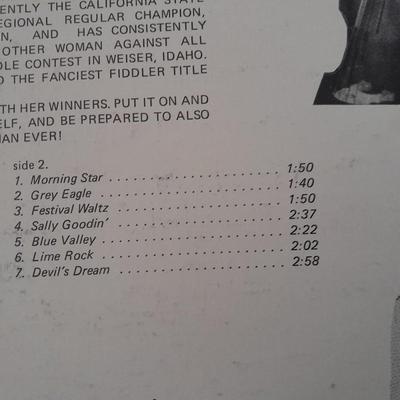 ENTLY THE CALIFORNIA STATE
EGIONAL REGULAR CHAMPION,
N, AND HAS CONSISTENTLY
OTHER WOMAN AGAINST ALL
DLE CONTEST IN WEISER, IDAHO.
D THE FANCIEST FIDDLER TITLE
TH HER WINNERS. PUT IT ON AND
ELF, AND BE PREPARED TO ALSO
HAN EVER!
side 2.
1. Morning Star . . . . . . . . . . . . . . . . . . . . . . . 1:50
2. Grey Eagle . . . . . . . . . . . . . . . . . . . . . . . . 1:40
3. Festival Waltz . . . . . . . . . . . . . . . . . . . . . . 1:50
4. Sally Goodin' . . . . . . . . . . . . . . . . . . . . . . 2:37
5. Blue Valley . . . . . . . . . . . . . . . . . . . . . . . . 2:22
6. Lime Rock . . . . . . . . . . . . . . . . . . . . . . . . 2:02
7. Devil's Dream . . . . . . . . . . . . . . . . . . . . . . 2:58